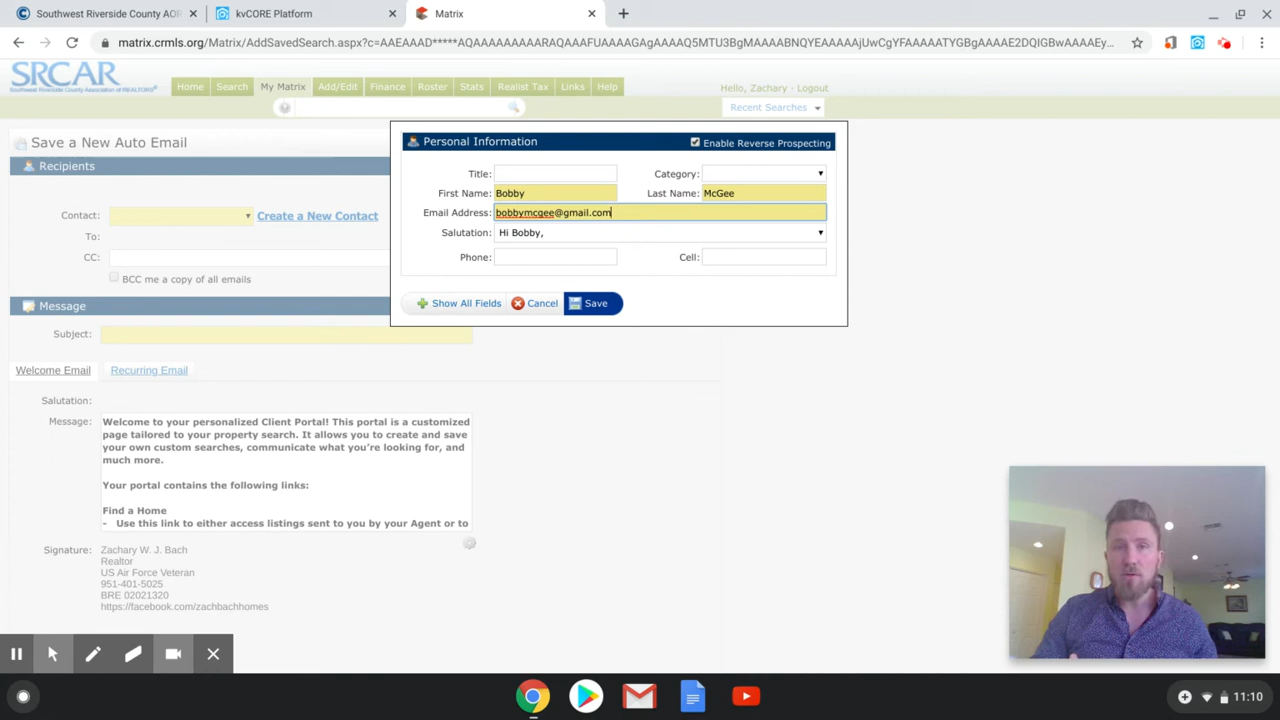 Southwest Riverside County AOR
kvCORE Platform
Matrix
matrix.crmls.org/Matrix/AddSavedSearch.aspx?c=AAEAAAD*****AQAAAAAAAAARAQAAAFUAAAAGAgAAAAQ5MTU3BgMAAAABNQYEAAAAAjUwCgYFAAAAATYGBgAAAAE2DQIGBwAAAAEy...
SRCAR
Southwest Riverside County Association of REALTORS®
Home Search My Matrix Add/Edit Finance Roster Stats Realist Tax Links Help
Hello, Zachary - Logout
Recent Searches
Save a New Auto Email
Recipients
Contact: Create a New Contact
To:
CC:
BCC me a copy of all emails
Message
Subject:
Welcome Email Recurring Email
Salutation:
Message: Welcome to your personalized Client Portal! This portal is a customized
page tailored to your property search. It allows you to create and save
your own custom searches, communicate what you're looking for, and
much more.
Your portal contains the following links:
Find a Home
- Use this link to either access listings sent to you by your Agent or to
Signature: Zachary W. J. Bach
Realtor
US Air Force Veteran
951-401-5025
BRE 02021320
https://facebook.com/zachbachhomes
Personal Information Enable Reverse Prospecting
Title: Category:
First Name: Bobby Last Name: McGee
Email Address: bobbymcgee@gmail.com
Salutation: Hi Bobby,
Phone: Cell:
Show All Fields Cancel Save
11:10